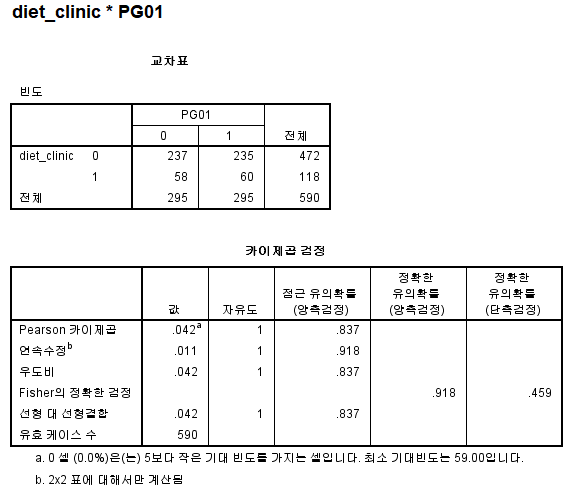 diet_clinic * PG01
교차표
빈도
PG01
0 1 전체
diet_clinic 0 237 235 472
1 58 60 118
전체 295 295 590
카이제곱 검정
값 자유도 점근 유의확률 (양측검정) 정확한 유의확률 (양측검정) 정확한 유의확률 (단측검정)
Pearson 카이제곱 .042a 1 .837
연속수정b .011 1 .918
우도비 .042 1 .837
Fisher의 정확한 검정 .918 .459
선형 대 선형결합 .042 1 .837
유효 케이스 수 590
a. 0 셀 (0.0%)은(는) 5보다 작은 기대 빈도를 가지는 셀입니다. 최소 기대빈도는 59.00입니다.
b. 2x2 표에 대해서만 계산됨